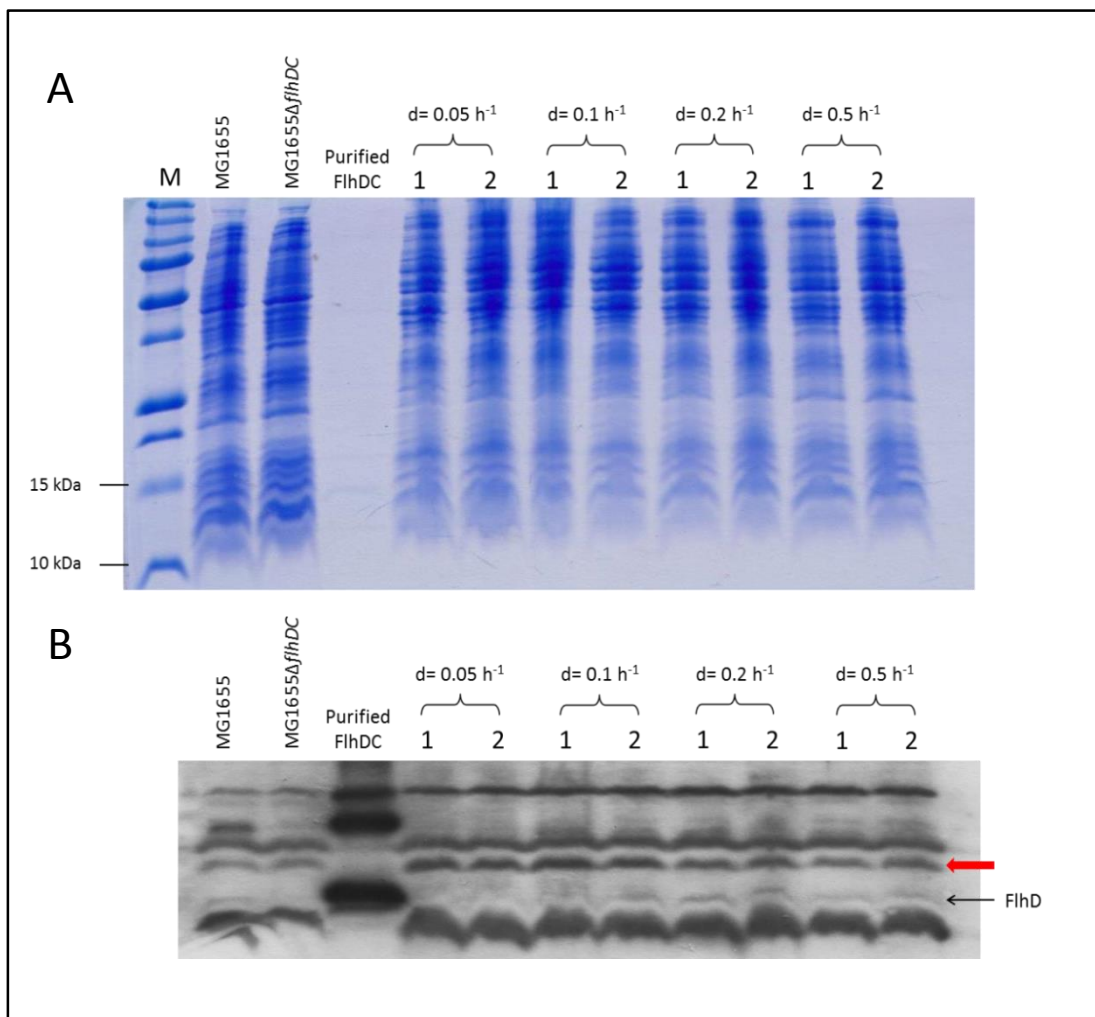 A
MG1655
MG1655ΔflhDC
d= 0.05 h⁻¹
d= 0.1 h⁻¹
d= 0.2 h⁻¹
d= 0.5 h⁻¹
M
Purified
FlhDC
1 2 1 2 1 2 1 2
15 kDa
10 kDa
B
MG1655
MG1655ΔflhDC
d= 0.05 h⁻¹
d= 0.1 h⁻¹
d= 0.2 h⁻¹
d= 0.5 h⁻¹
Purified
FlhDC
1 2 1 2 1 2 1 2
FlhD